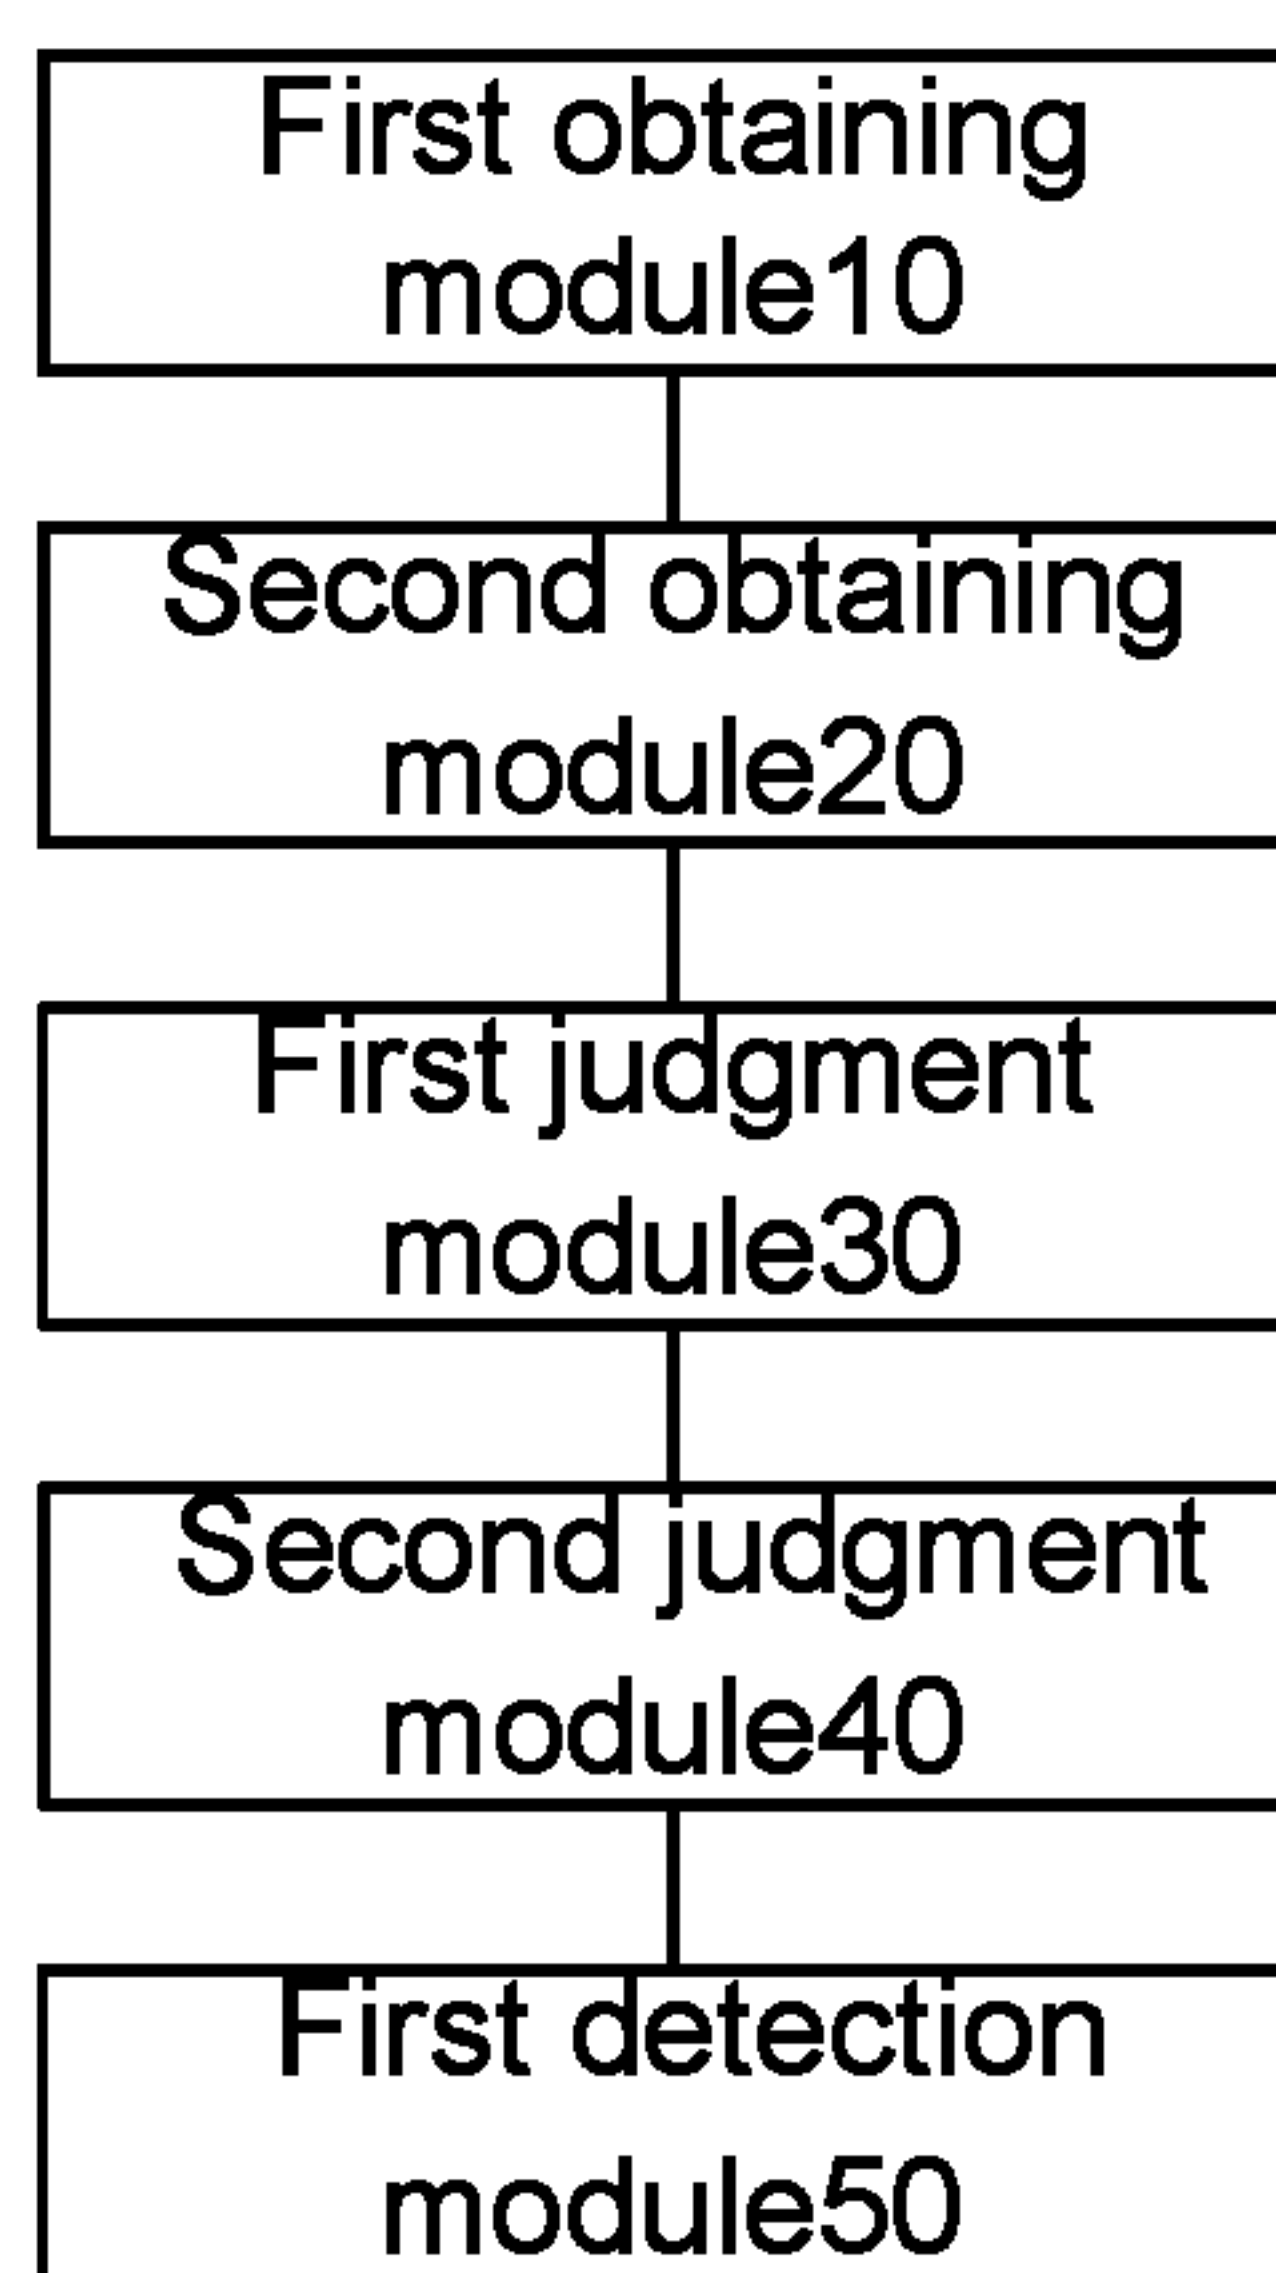 First obtaining
module10
Second obtaining
module20
First judgment
module30
Second judgment
module40
First detection
module50